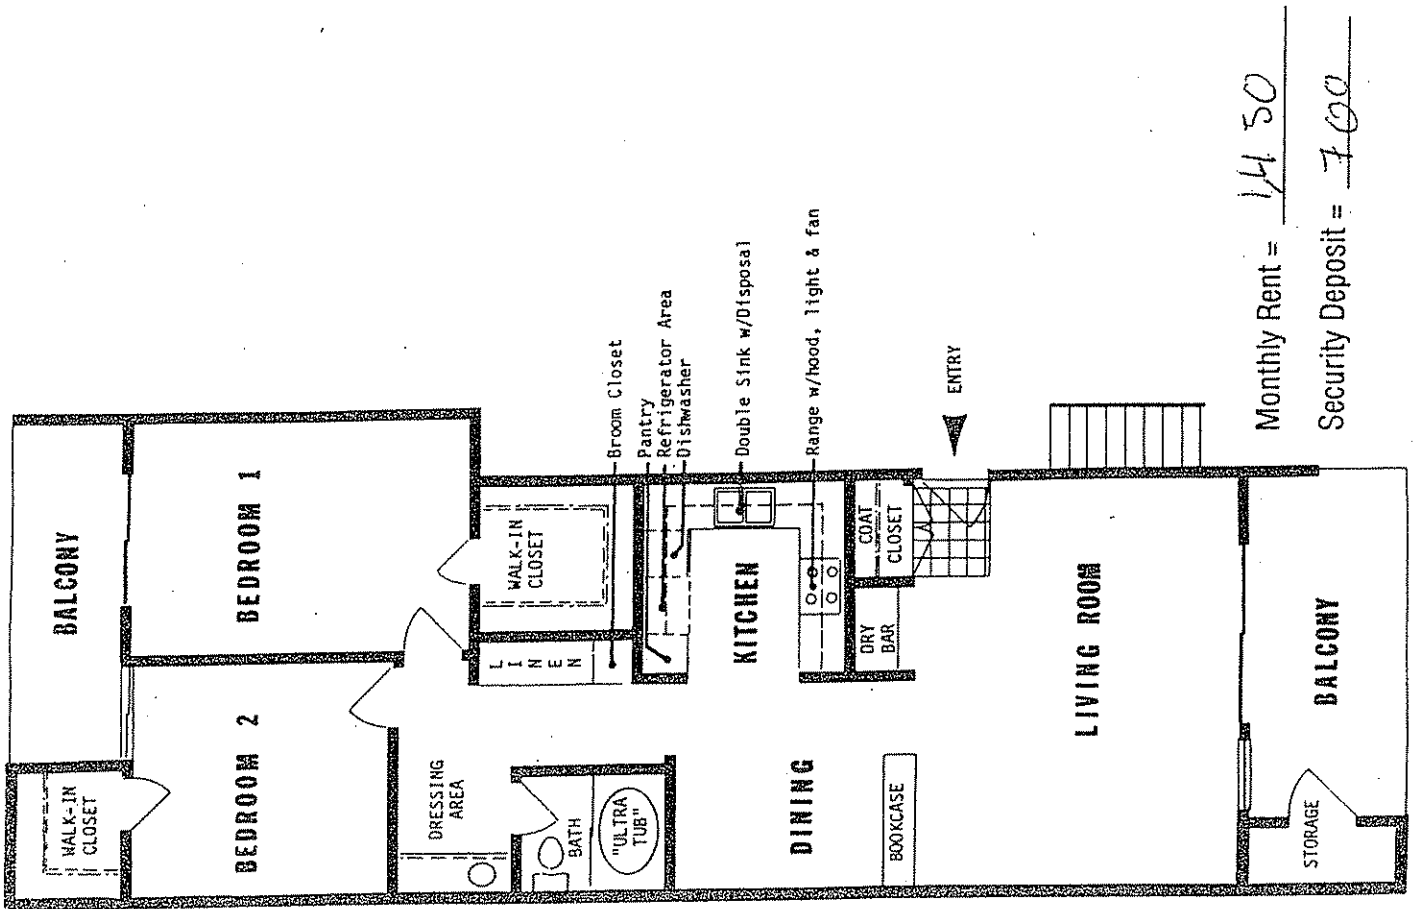 BALCONY
BEDROOM 1
WALK-IN
CLOSET
BEDROOM 2
WALK-IN
CLOSET
LINEN
DRESSING
AREA
BATH
"ULTRA
TUB"
Broom Closet
Pantry
Refrigerator Area
Dishwasher
Double Sink w/Disposal
Range w/hood, light & fan
KITCHEN
DINING
COAT
CLOSET
DRY
BAR
BOOKCASE
ENTRY
LIVING ROOM
BALCONY
STORAGE
Monthly Rent = 1,450
Security Deposit = 700